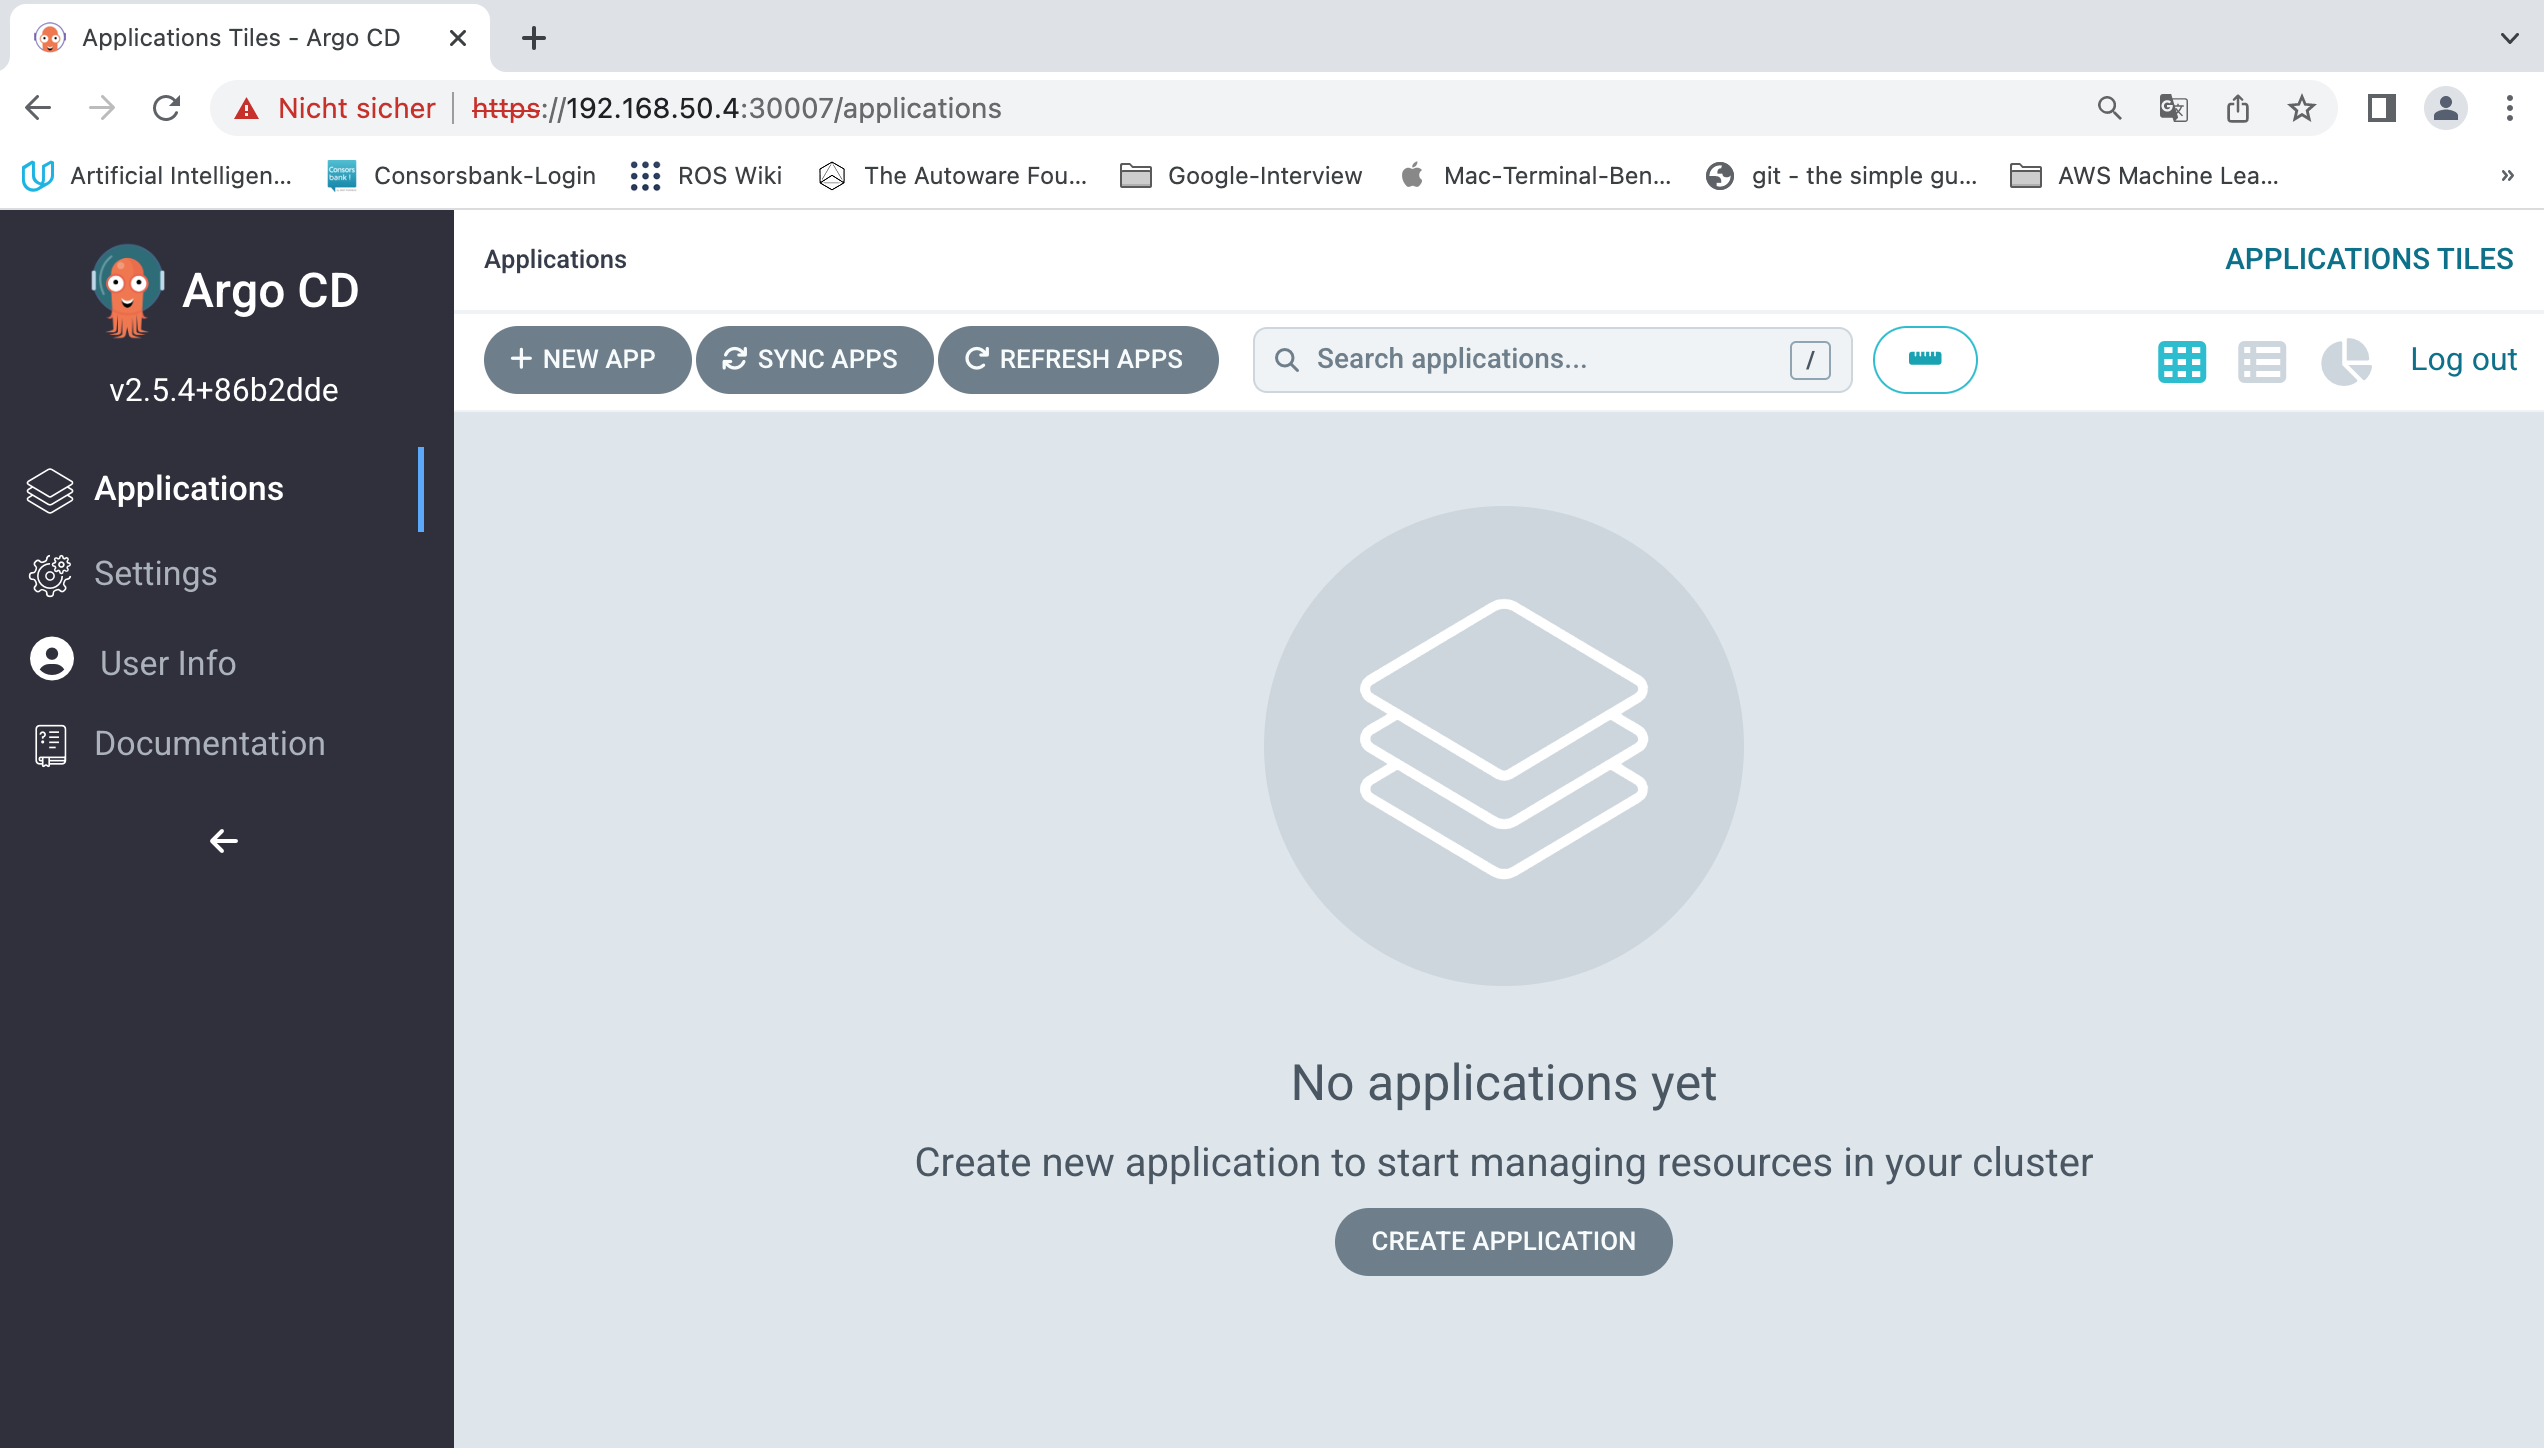 Applications Tiles - Argo CD
Nicht sicher https://192.168.50.4:30007/applications
Artificial Intelligen... Consorsbank-Login ROS Wiki The Autoware Fou... Google-Interview Mac-Terminal-Ben... git - the simple gu... AWS Machine Lea... »
Argo CD
v2.5.4+86b2dde
Applications
Settings
User Info
Documentation
Applications
APPLICATIONS TILES
NEW APP SYNC APPS REFRESH APPS Search applications... / Log out
No applications yet
Create new application to start managing resources in your cluster
CREATE APPLICATION